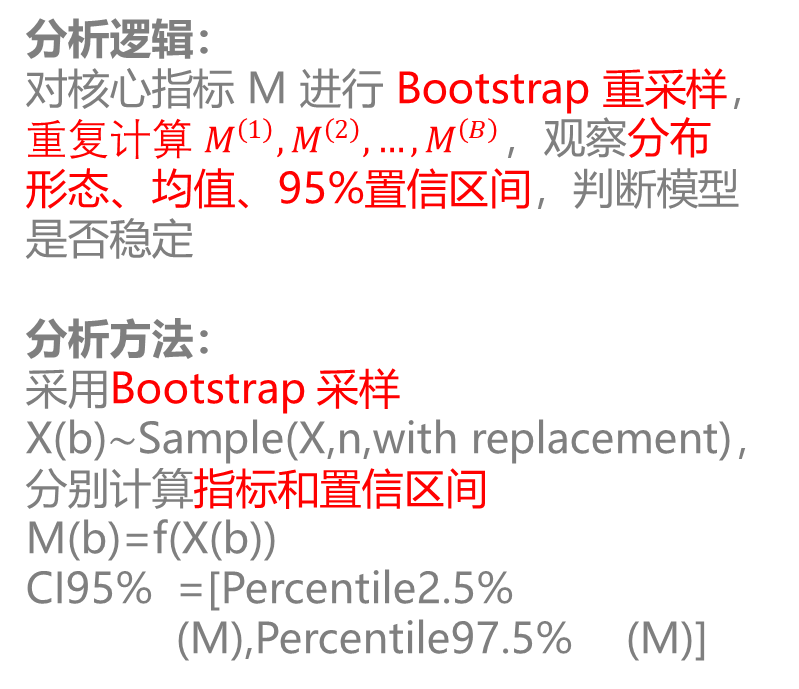 分析逻辑：
对核心指标 M 进行 Bootstrap 重采样，
重复计算 M⁽¹⁾, M⁽²⁾, …, M⁽ᴮ⁾，观察分布
形态、均值、95%置信区间，判断模型
是否稳定
分析方法：
采用Bootstrap 采样
X(b)~Sample(X,n,with replacement)，
分别计算指标和置信区间
M(b)=f(X(b))
CI95% =[Percentile2.5%
(M),Percentile97.5% (M)]